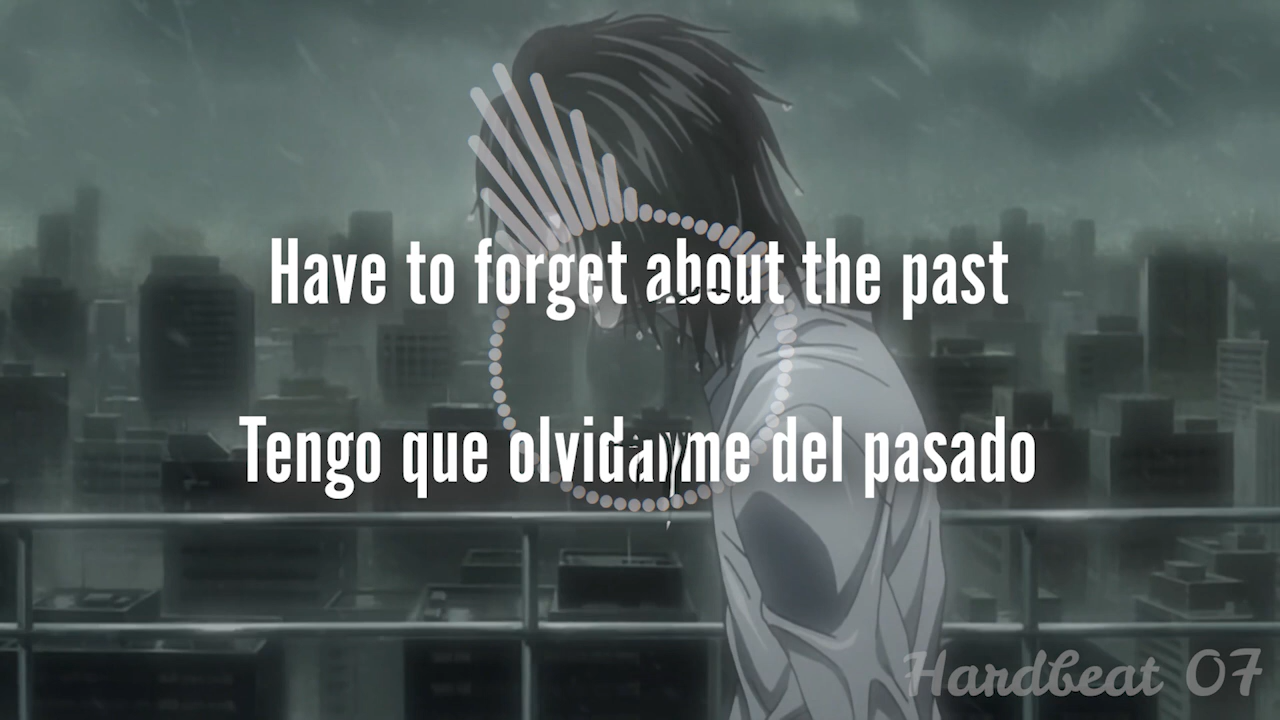 Have to forget about the past
Tengo que olvidarme del pasado
Hardbeat 07